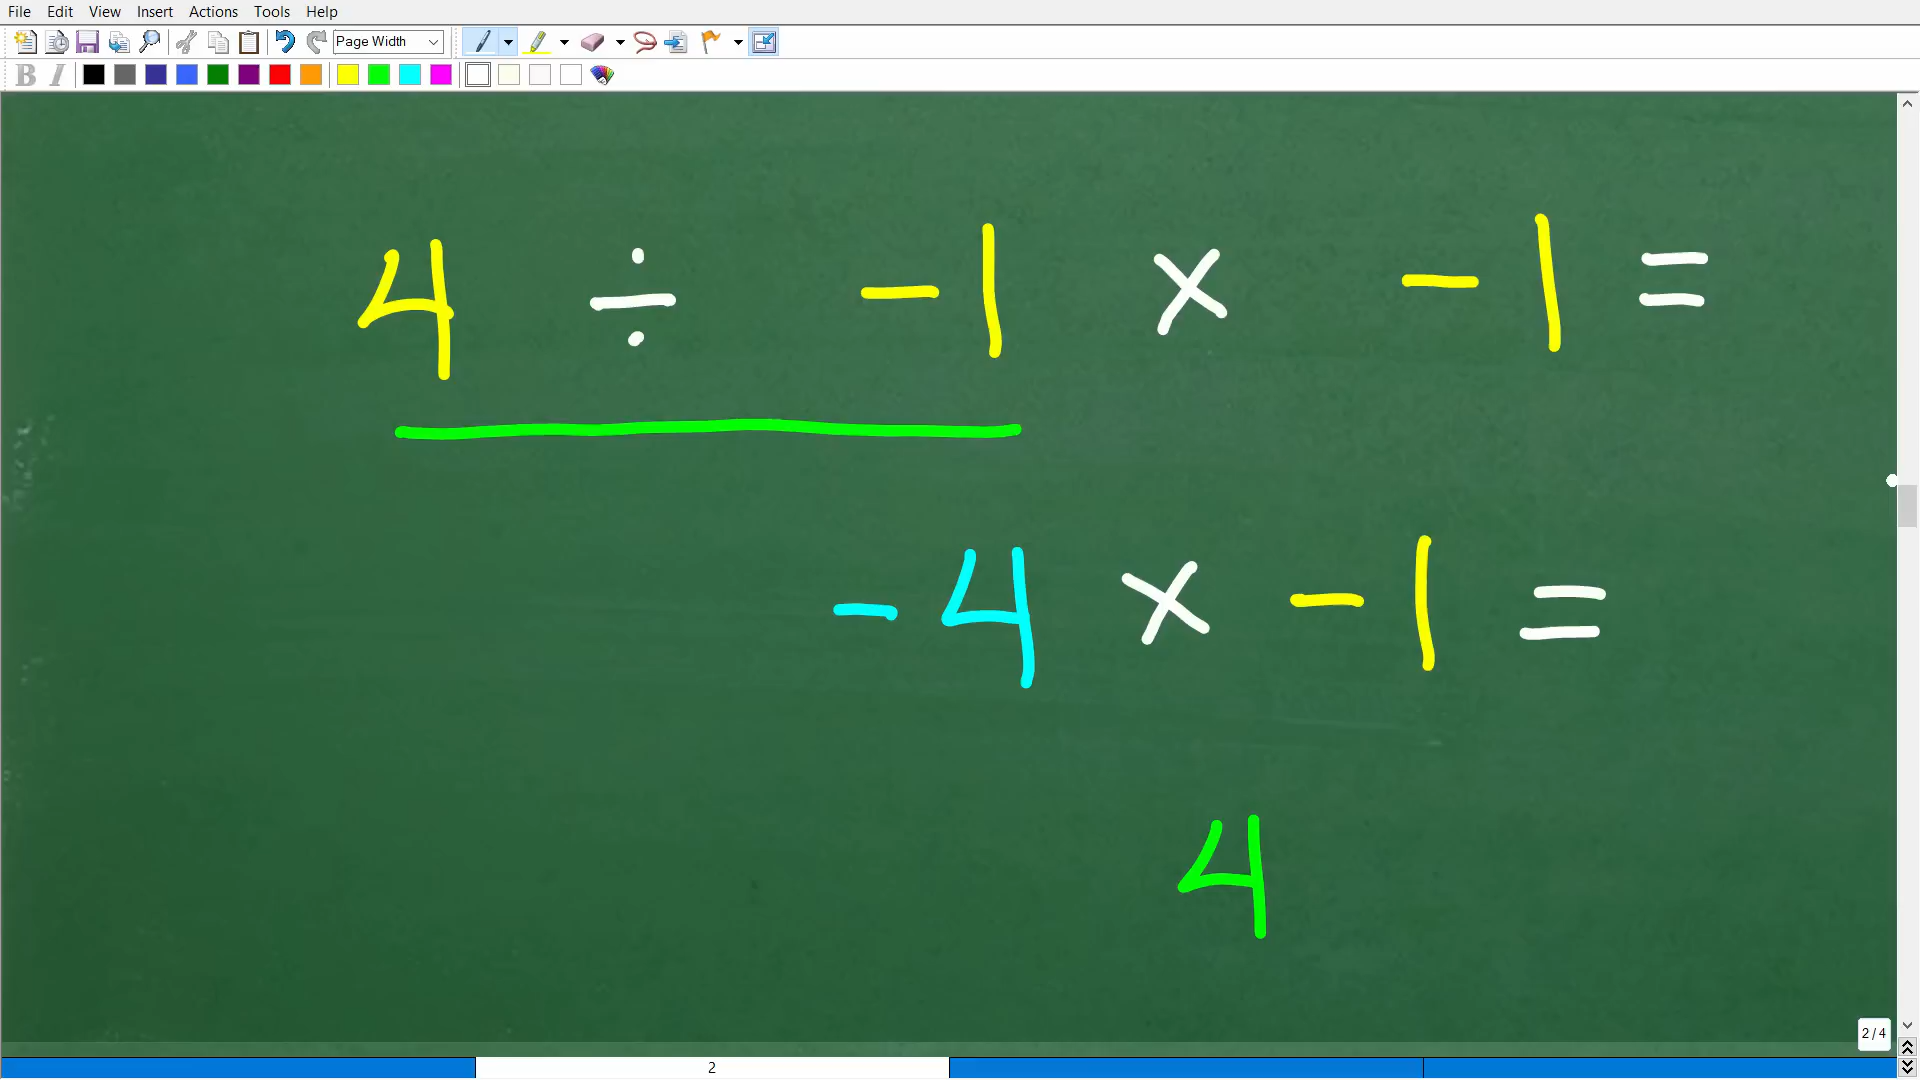 File Edit View Insert Actions Tools Help
Page Width
B I
4 ÷ -1 × -1 =
-4 × -1 =
4
2 / 4
2